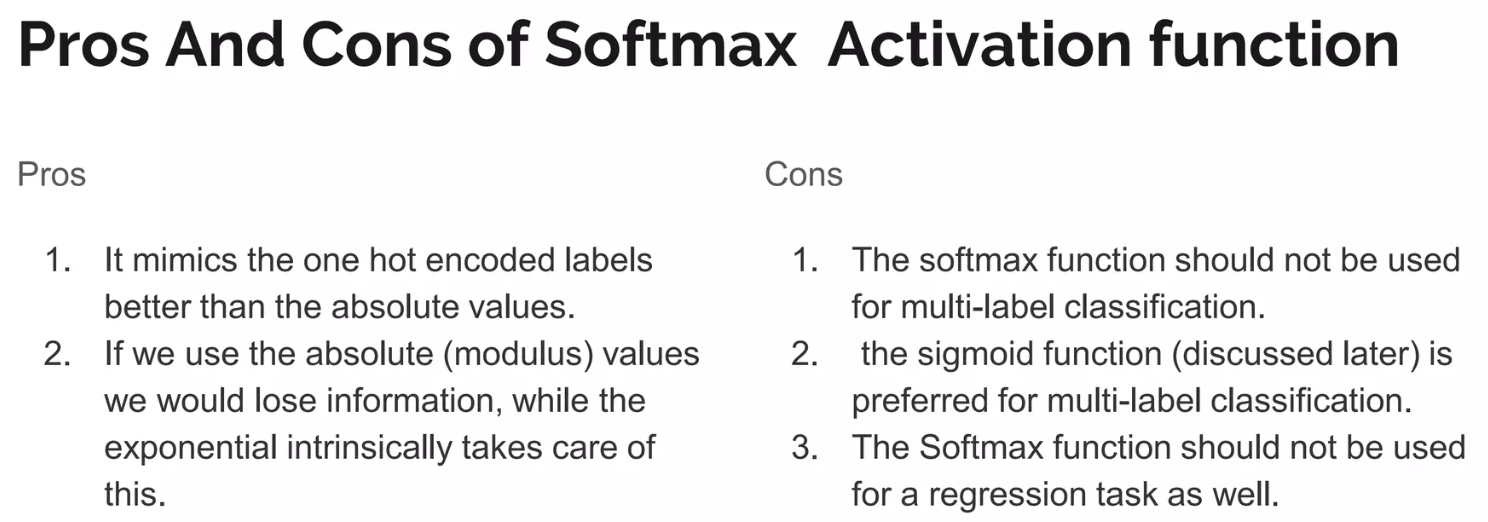 Pros And Cons of Softmax Activation function
Pros
1. It mimics the one hot encoded labels
better than the absolute values.
2. If we use the absolute (modulus) values
we would lose information, while the
exponential intrinsically takes care of
this.
Cons
1. The softmax function should not be used
for multi-label classification.
2. the sigmoid function (discussed later) is
preferred for multi-label classification.
3. The Softmax function should not be used
for a regression task as well.